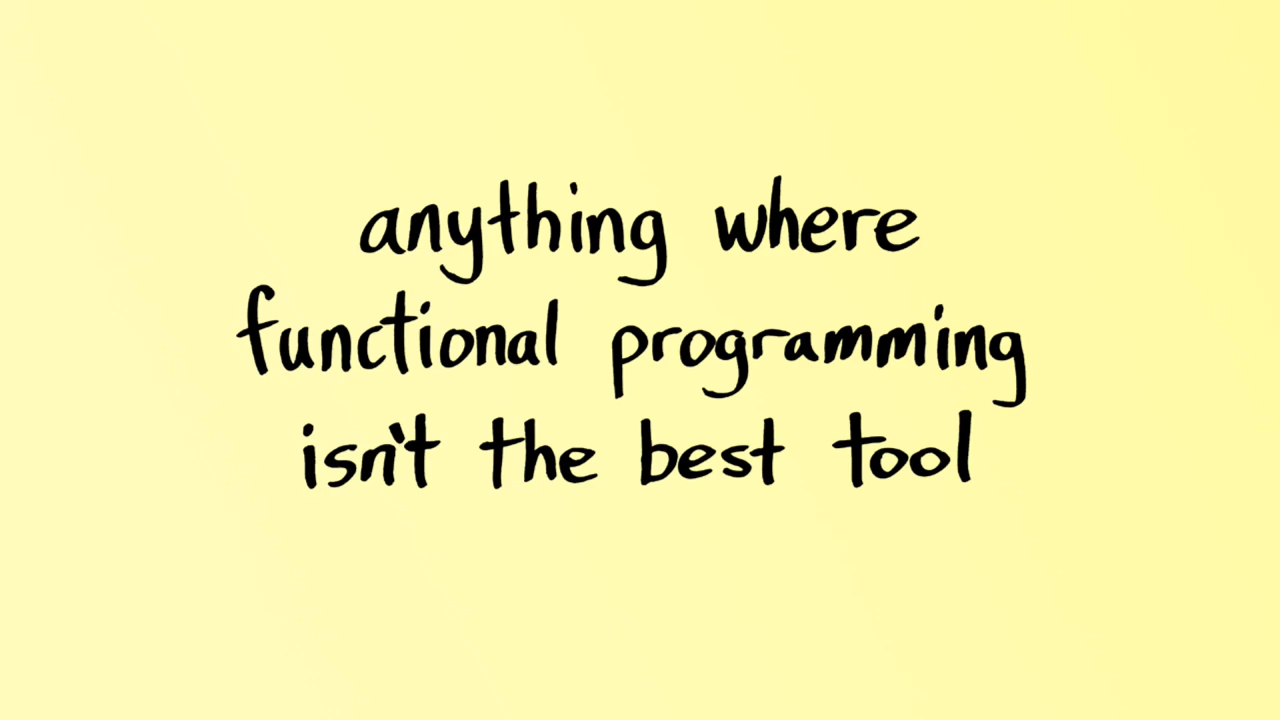 anything where
functional programming
isn't the best tool